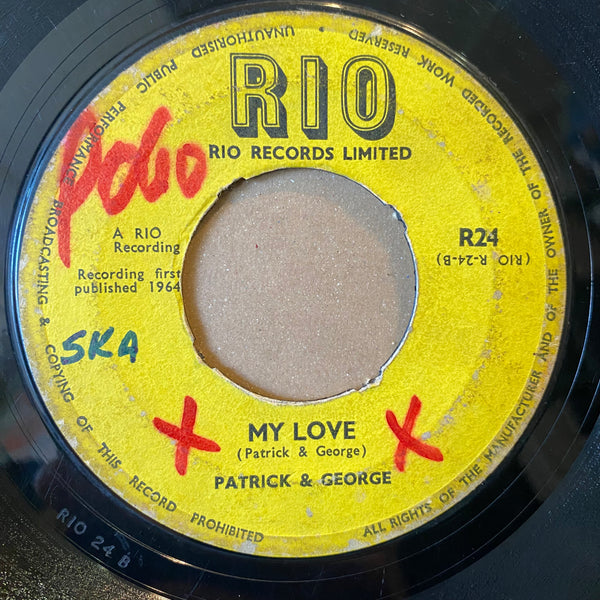 UNAUTHORISED PUBLIC PERFORMANCE BROADCASTING & COPYING OF THIS RECORD PROHIBITED
ALL RIGHTS OF THE MANUFACTURER AND OF THE OWNER OF THE RECORDED WORK RESERVED
RIO
RIO RECORDS LIMITED
A RIO
Recording
R24
(RIO R-24-B)
Recording first
published 1964
SKA
X X
MY LOVE
(Patrick & George)
PATRICK & GEORGE
RIO 24 B